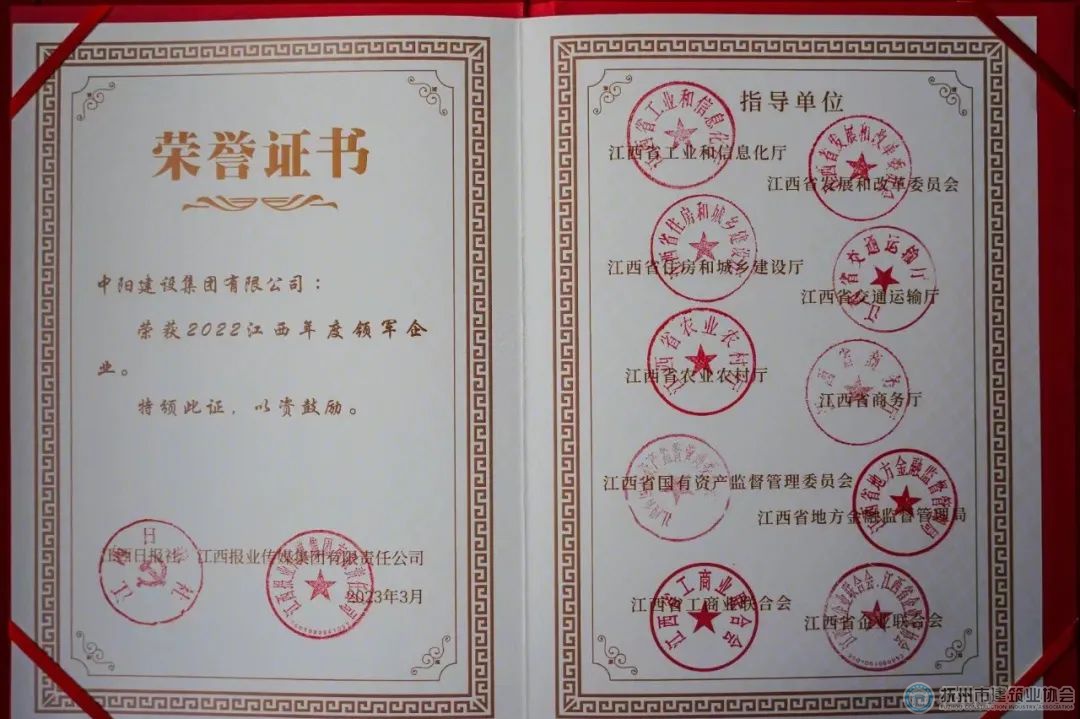 荣誉证书
中阳建设集团有限公司:
荣获2022江西年度领军企
业。
特颁此证,以资鼓励。
江西日报社 江西报业传媒集团有限责任公司
2023年3月
指导单位
江西省工业和信息化厅
江西省发展和改革委员会
江西省住房和城乡建设厅
江西省交通运输厅
江西省农业农村厅
江西省商务厅
江西省国有资产监督管理委员会
江西省地方金融监督管理局
江西省工商业联合会
江西省企业联合会
抚州市建筑业协会